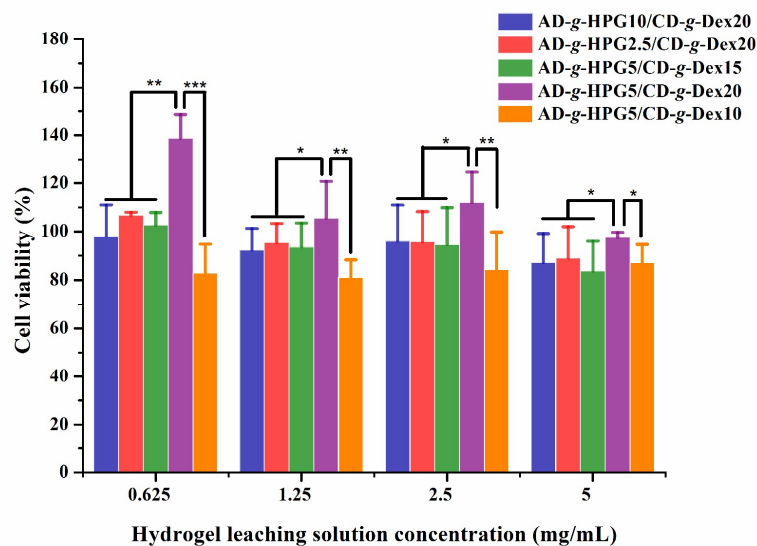 AD-g-HPG10/CD-g-Dex20
AD-g-HPG2.5/CD-g-Dex20
AD-g-HPG5/CD-g-Dex15
AD-g-HPG5/CD-g-Dex20
AD-g-HPG5/CD-g-Dex10
180
160
140
120
100
80
60
40
20
0
Cell viability (%)
** ***
* **
* **
* *
0.625 1.25 2.5 5
Hydrogel leaching solution concentration (mg/mL)